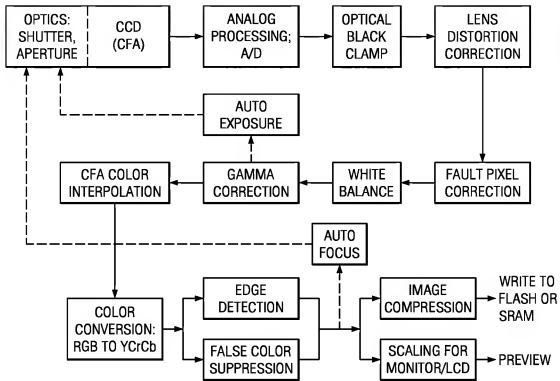 OPTICS:
SHUTTER,
APERTURE
CCD
(CFA)
ANALOG
PROCESSING;
A/D
OPTICAL
BLACK
CLAMP
LENS
DISTORTION
CORRECTION
AUTO
EXPOSURE
CFA COLOR
INTERPOLATION
GAMMA
CORRECTION
WHITE
BALANCE
FAULT PIXEL
CORRECTION
AUTO
FOCUS
COLOR
CONVERSION:
RGB TO YCrCb
EDGE
DETECTION
FALSE COLOR
SUPPRESSION
IMAGE
COMPRESSION
WRITE TO
FLASH OR
SRAM
SCALING FOR
MONITOR/LCD
PREVIEW